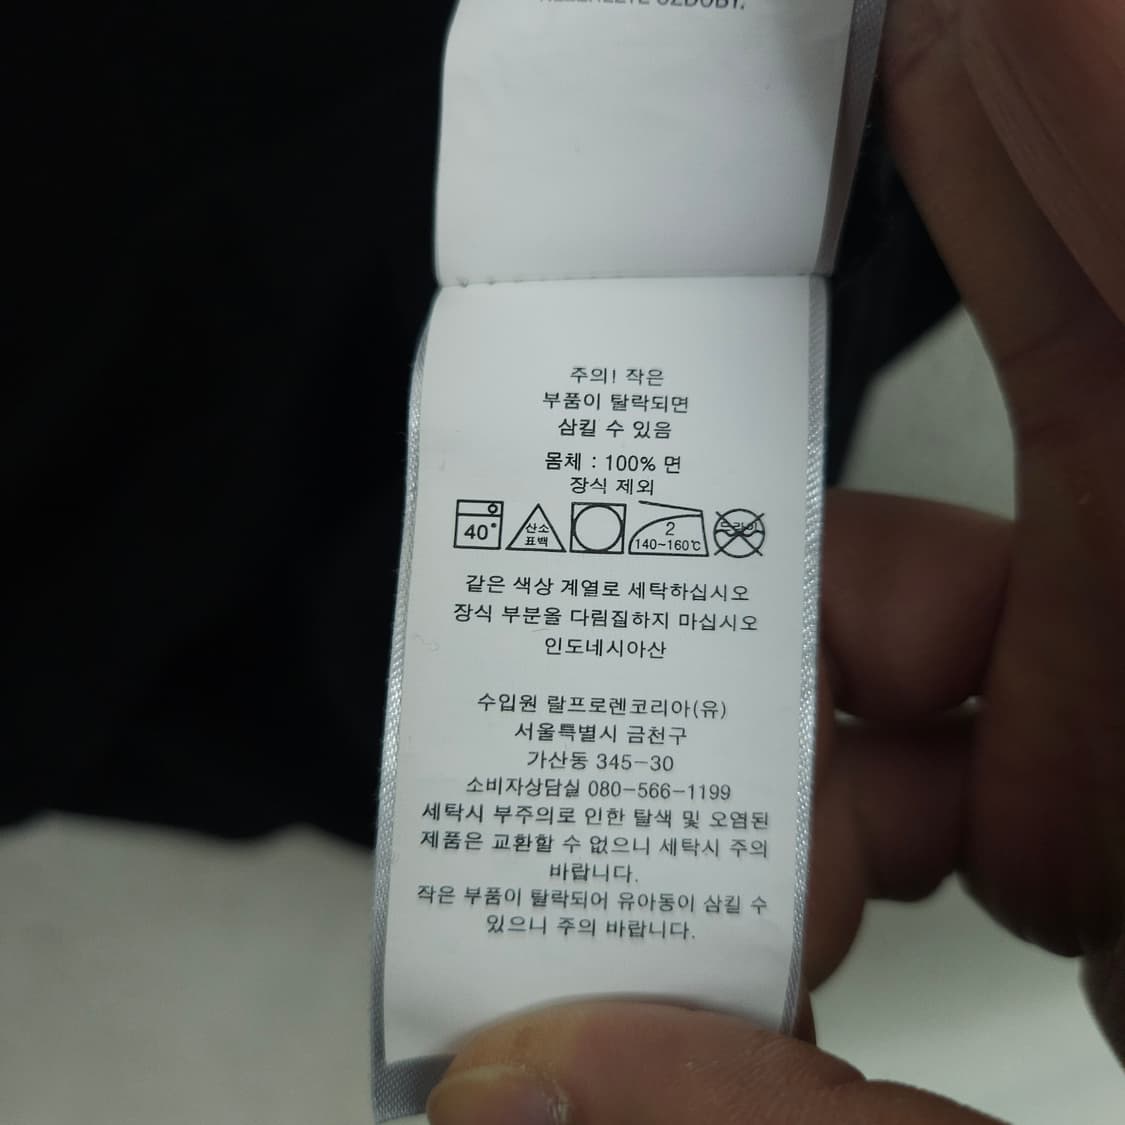 주의! 작은
부품이 탈락되면
삼킬 수 있음
몸체 : 100% 면
장식 제외
40°
산소
표백
2
140~160℃
드라이
같은 색상 계열로 세탁하십시오
장식 부분을 다림질하지 마십시오
인도네시아산
수입원 랄프로렌코리아(유)
서울특별시 금천구
가산동 345-30
소비자상담실 080-566-1199
세탁시 부주의로 인한 탈색 및 오염된
제품은 교환할 수 없으니 세탁시 주의
바랍니다.
작은 부품이 탈락되어 유아동이 삼킬 수
있으니 주의 바랍니다.